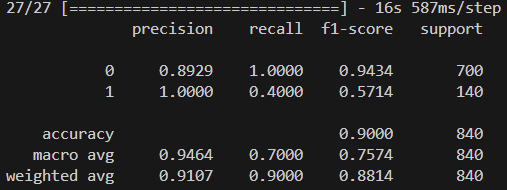 27/27 [==============================] - 16s 587ms/step
precision recall f1-score support
0 0.8929 1.0000 0.9434 700
1 1.0000 0.4000 0.5714 140
accuracy 0.9000 840
macro avg 0.9464 0.7000 0.7574 840
weighted avg 0.9107 0.9000 0.8814 840